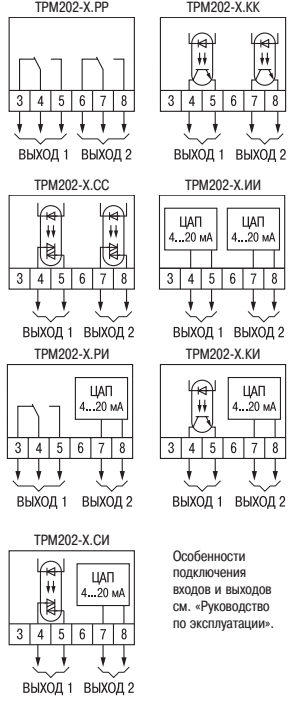 ТРМ202-Х.РР
3 4 5 6 7 8
ВЫХОД 1 ВЫХОД 2
ТРМ202-Х.КК
3 4 5 6 7 8
ВЫХОД 1 ВЫХОД 2
ТРМ202-Х.СС
3 4 5 6 7 8
ВЫХОД 1 ВЫХОД 2
ТРМ202-Х.ИИ
ЦАП ЦАП
4...20 мА 4...20 мА
3 4 5 6 7 8
ВЫХОД 1 ВЫХОД 2
ТРМ202-Х.РИ
ЦАП
4...20 мА
3 4 5 6 7 8
ВЫХОД 1 ВЫХОД 2
ТРМ202-Х.КИ
ЦАП
4...20 мА
3 4 5 6 7 8
ВЫХОД 1 ВЫХОД 2
ТРМ202-Х.СИ
ЦАП
4...20 мА
3 4 5 6 7 8
ВЫХОД 1 ВЫХОД 2
Особенности
подключения
входов и выходов
см. «Руководство
по эксплуатации».